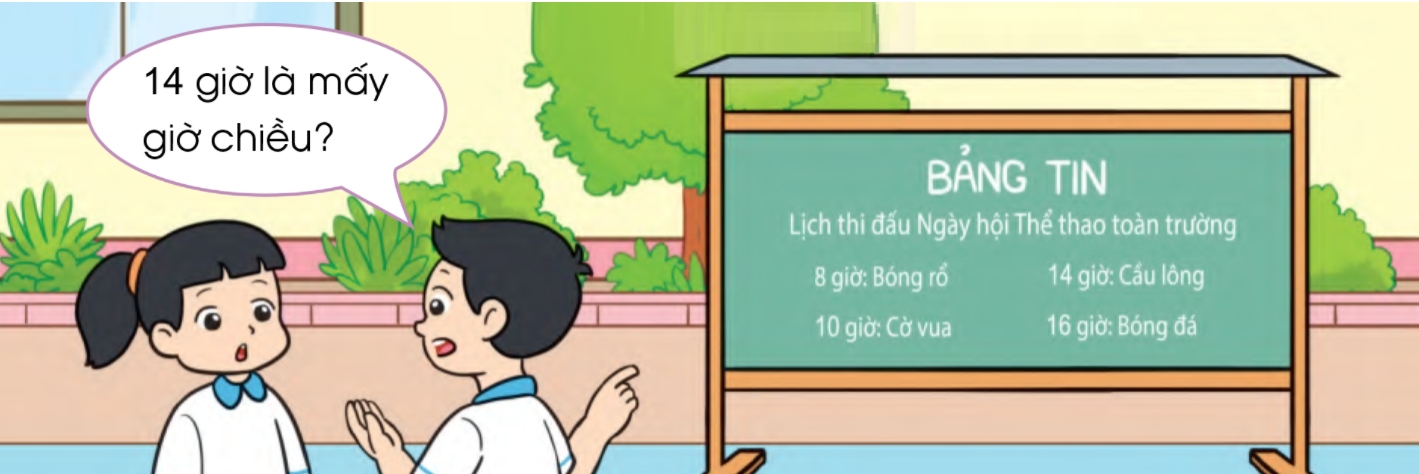 14 giờ là mấy
giờ chiều?
BẢNG TIN
Lịch thi đấu Ngày hội Thể thao toàn trường
8 giờ: Bóng rổ
14 giờ: Cầu lông
10 giờ: Cờ vua
16 giờ: Bóng đá